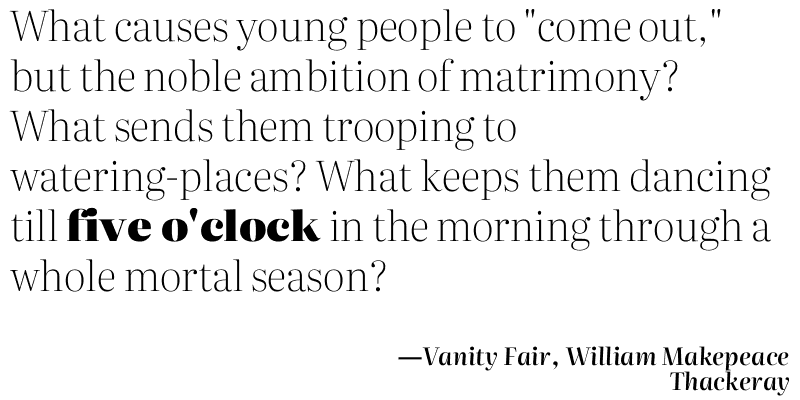 What causes young people to "come out,"
but the noble ambition of matrimony?
What sends them trooping to
watering-places? What keeps them dancing
till five o'clock in the morning through a
whole mortal season?
—Vanity Fair, William Makepeace
Thackeray